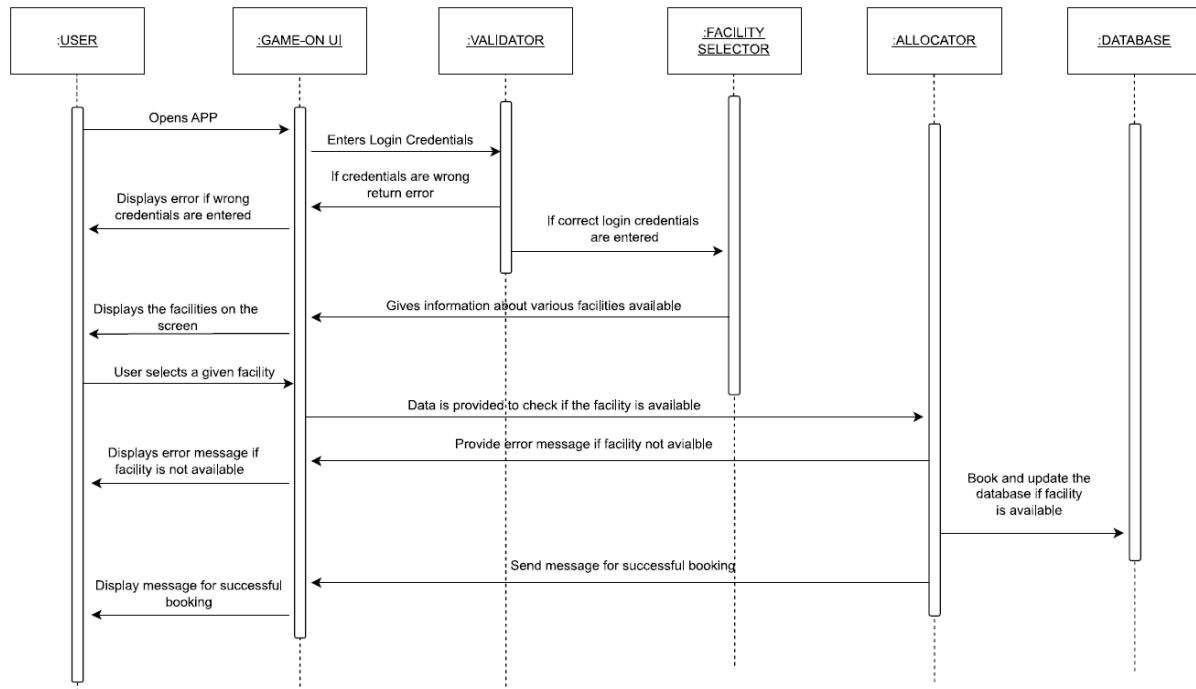 :USER
:GAME-ON UI
:VALIDATOR
:FACILITY
SELECTOR
:ALLOCATOR
:DATABASE
Opens APP
Enters Login Credentials
If credentials are wrong
return error
Displays error if wrong
credentials are entered
If correct login credentials
are entered
Gives information about various facilities available
Displays the facilities on the
screen
User selects a given facility
Data is provided to check if the facility is available
Provide error message if facility not avialble
Displays error message if
facility is not available
Book and update the
database if facility
is available
Send message for successful booking
Display message for successful
booking